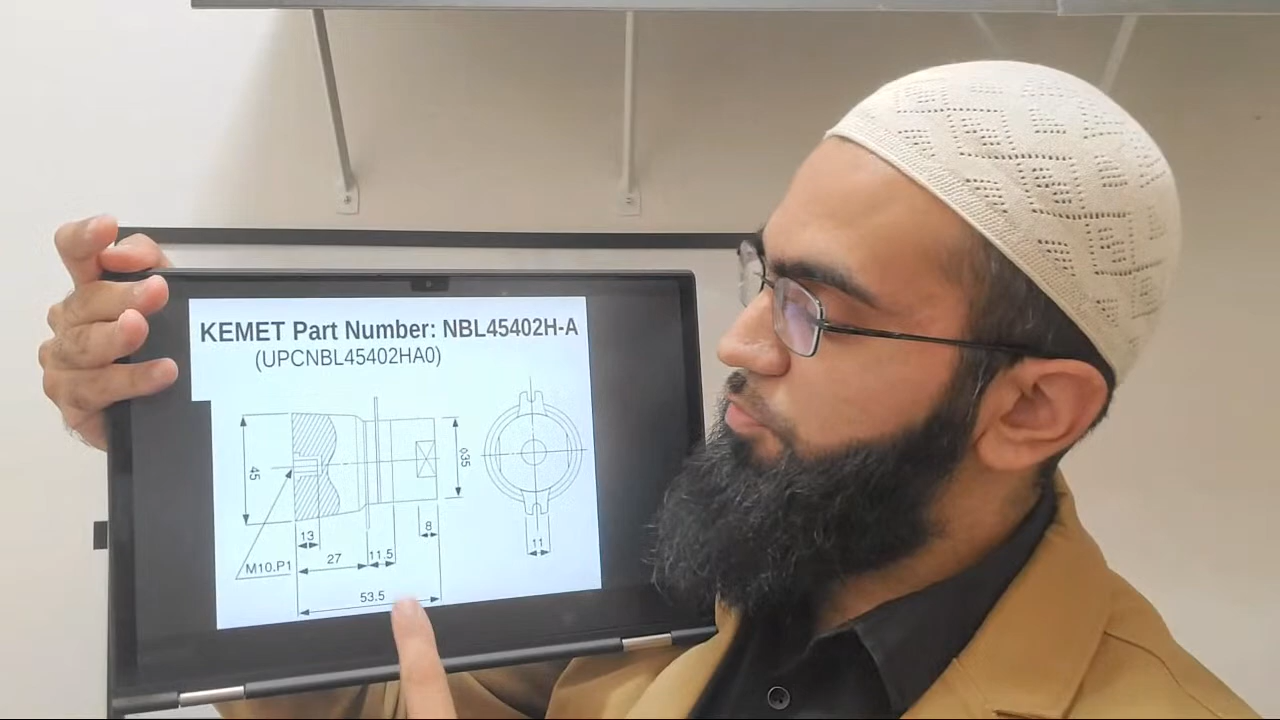 KEMET Part Number: NBL45402H-A
(UPCNBL45402HA0)
45
Ø35
13
8
11
M10.P1
27
11.5
53.5